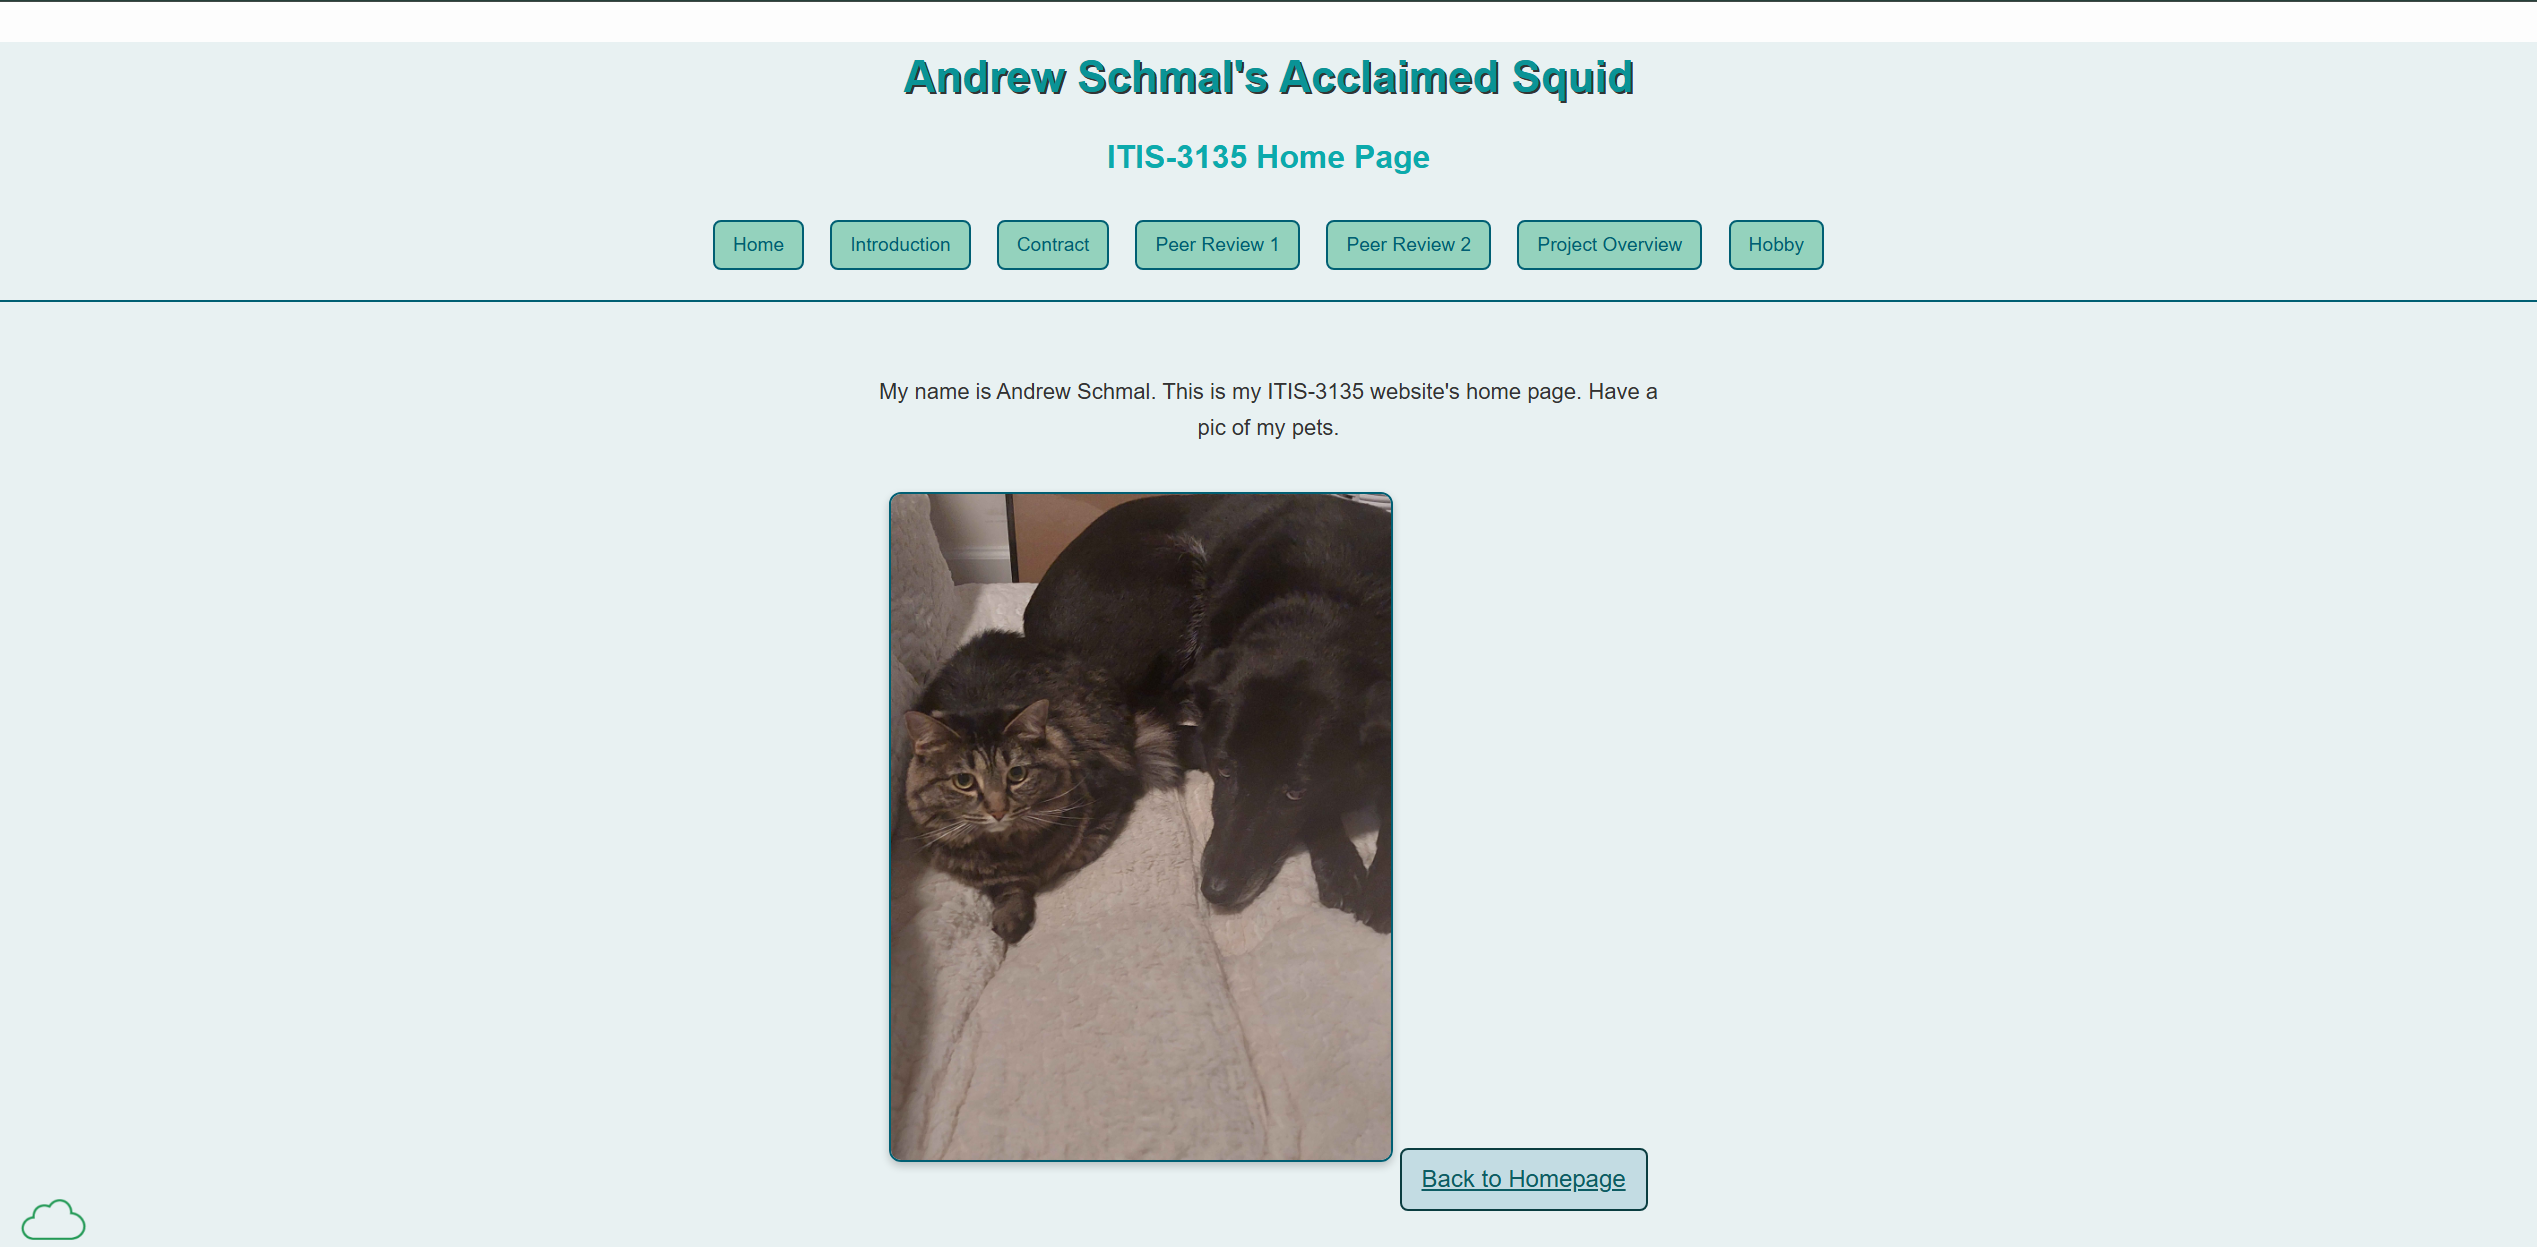 Andrew Schmal's Acclaimed Squid
ITIS-3135 Home Page
Home
Introduction
Contract
Peer Review 1
Peer Review 2
Project Overview
Hobby
My name is Andrew Schmal. This is my ITIS-3135 website's home page. Have a
pic of my pets.
Back to Homepage